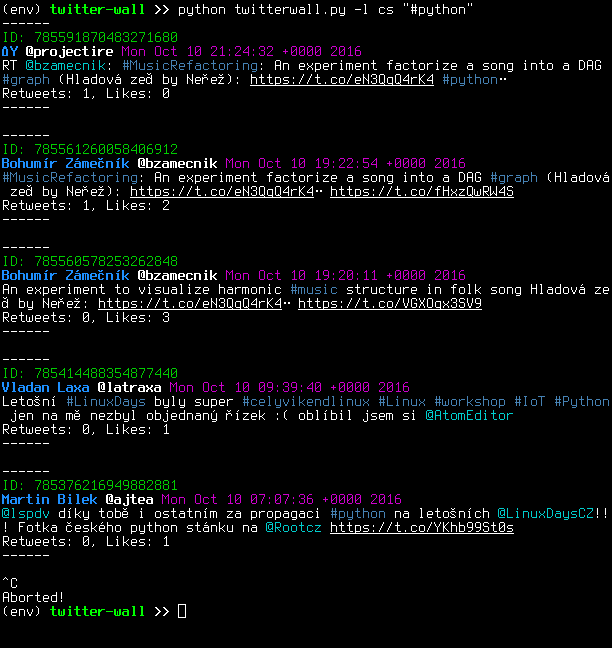 (env) twitter-wall >> python twitterwall.py -l cs "#python"
------
ID: 785591870483271680
ΔY @projectire Mon Oct 10 21:24:32 +0000 2016
RT @bzamecnik: #MusicRefactoring: An experiment factorize a song into a DAG
#graph (Hladová zeď by Neřež): https://t.co/eN3QqQ4rK4 #python…
Retweets: 1, Likes: 0
------

------
ID: 785561260058406912
Bohumír Zámečník @bzamecnik Mon Oct 10 19:22:54 +0000 2016
#MusicRefactoring: An experiment factorize a song into a DAG #graph (Hladová
 zeď by Neřež): https://t.co/eN3QqQ4rK4… https://t.co/fHxzQwRW4S
Retweets: 1, Likes: 2
------

------
ID: 785560578253262848
Bohumír Zámečník @bzamecnik Mon Oct 10 19:20:11 +0000 2016
An experiment to visualize harmonic #music structure in folk song Hladová ze
ď by Neřež: https://t.co/eN3QqQ4rK4… https://t.co/VGXOqx3SV9
Retweets: 0, Likes: 3
------

------
ID: 785414488354877440
Vladan Laxa @latraxa Mon Oct 10 09:39:40 +0000 2016
Letošní #LinuxDays byly super #celyvikendlinux #Linux #workshop #IoT #Python
 jen na mě nezbyl objednaný řízek :( oblíbil jsem si @AtomEditor
Retweets: 0, Likes: 1
------

------
ID: 785376216949882881
Martin Bílek @ajtea Mon Oct 10 07:07:36 +0000 2016
@lspdv díky tobě i ostatním za propagaci #python na letošních @LinuxDaysCZ!!
! Fotka českého python stánku na @Rootcz https://t.co/YKhb99St0s
Retweets: 0, Likes: 1
------

^C
Aborted!
(env) twitter-wall >>